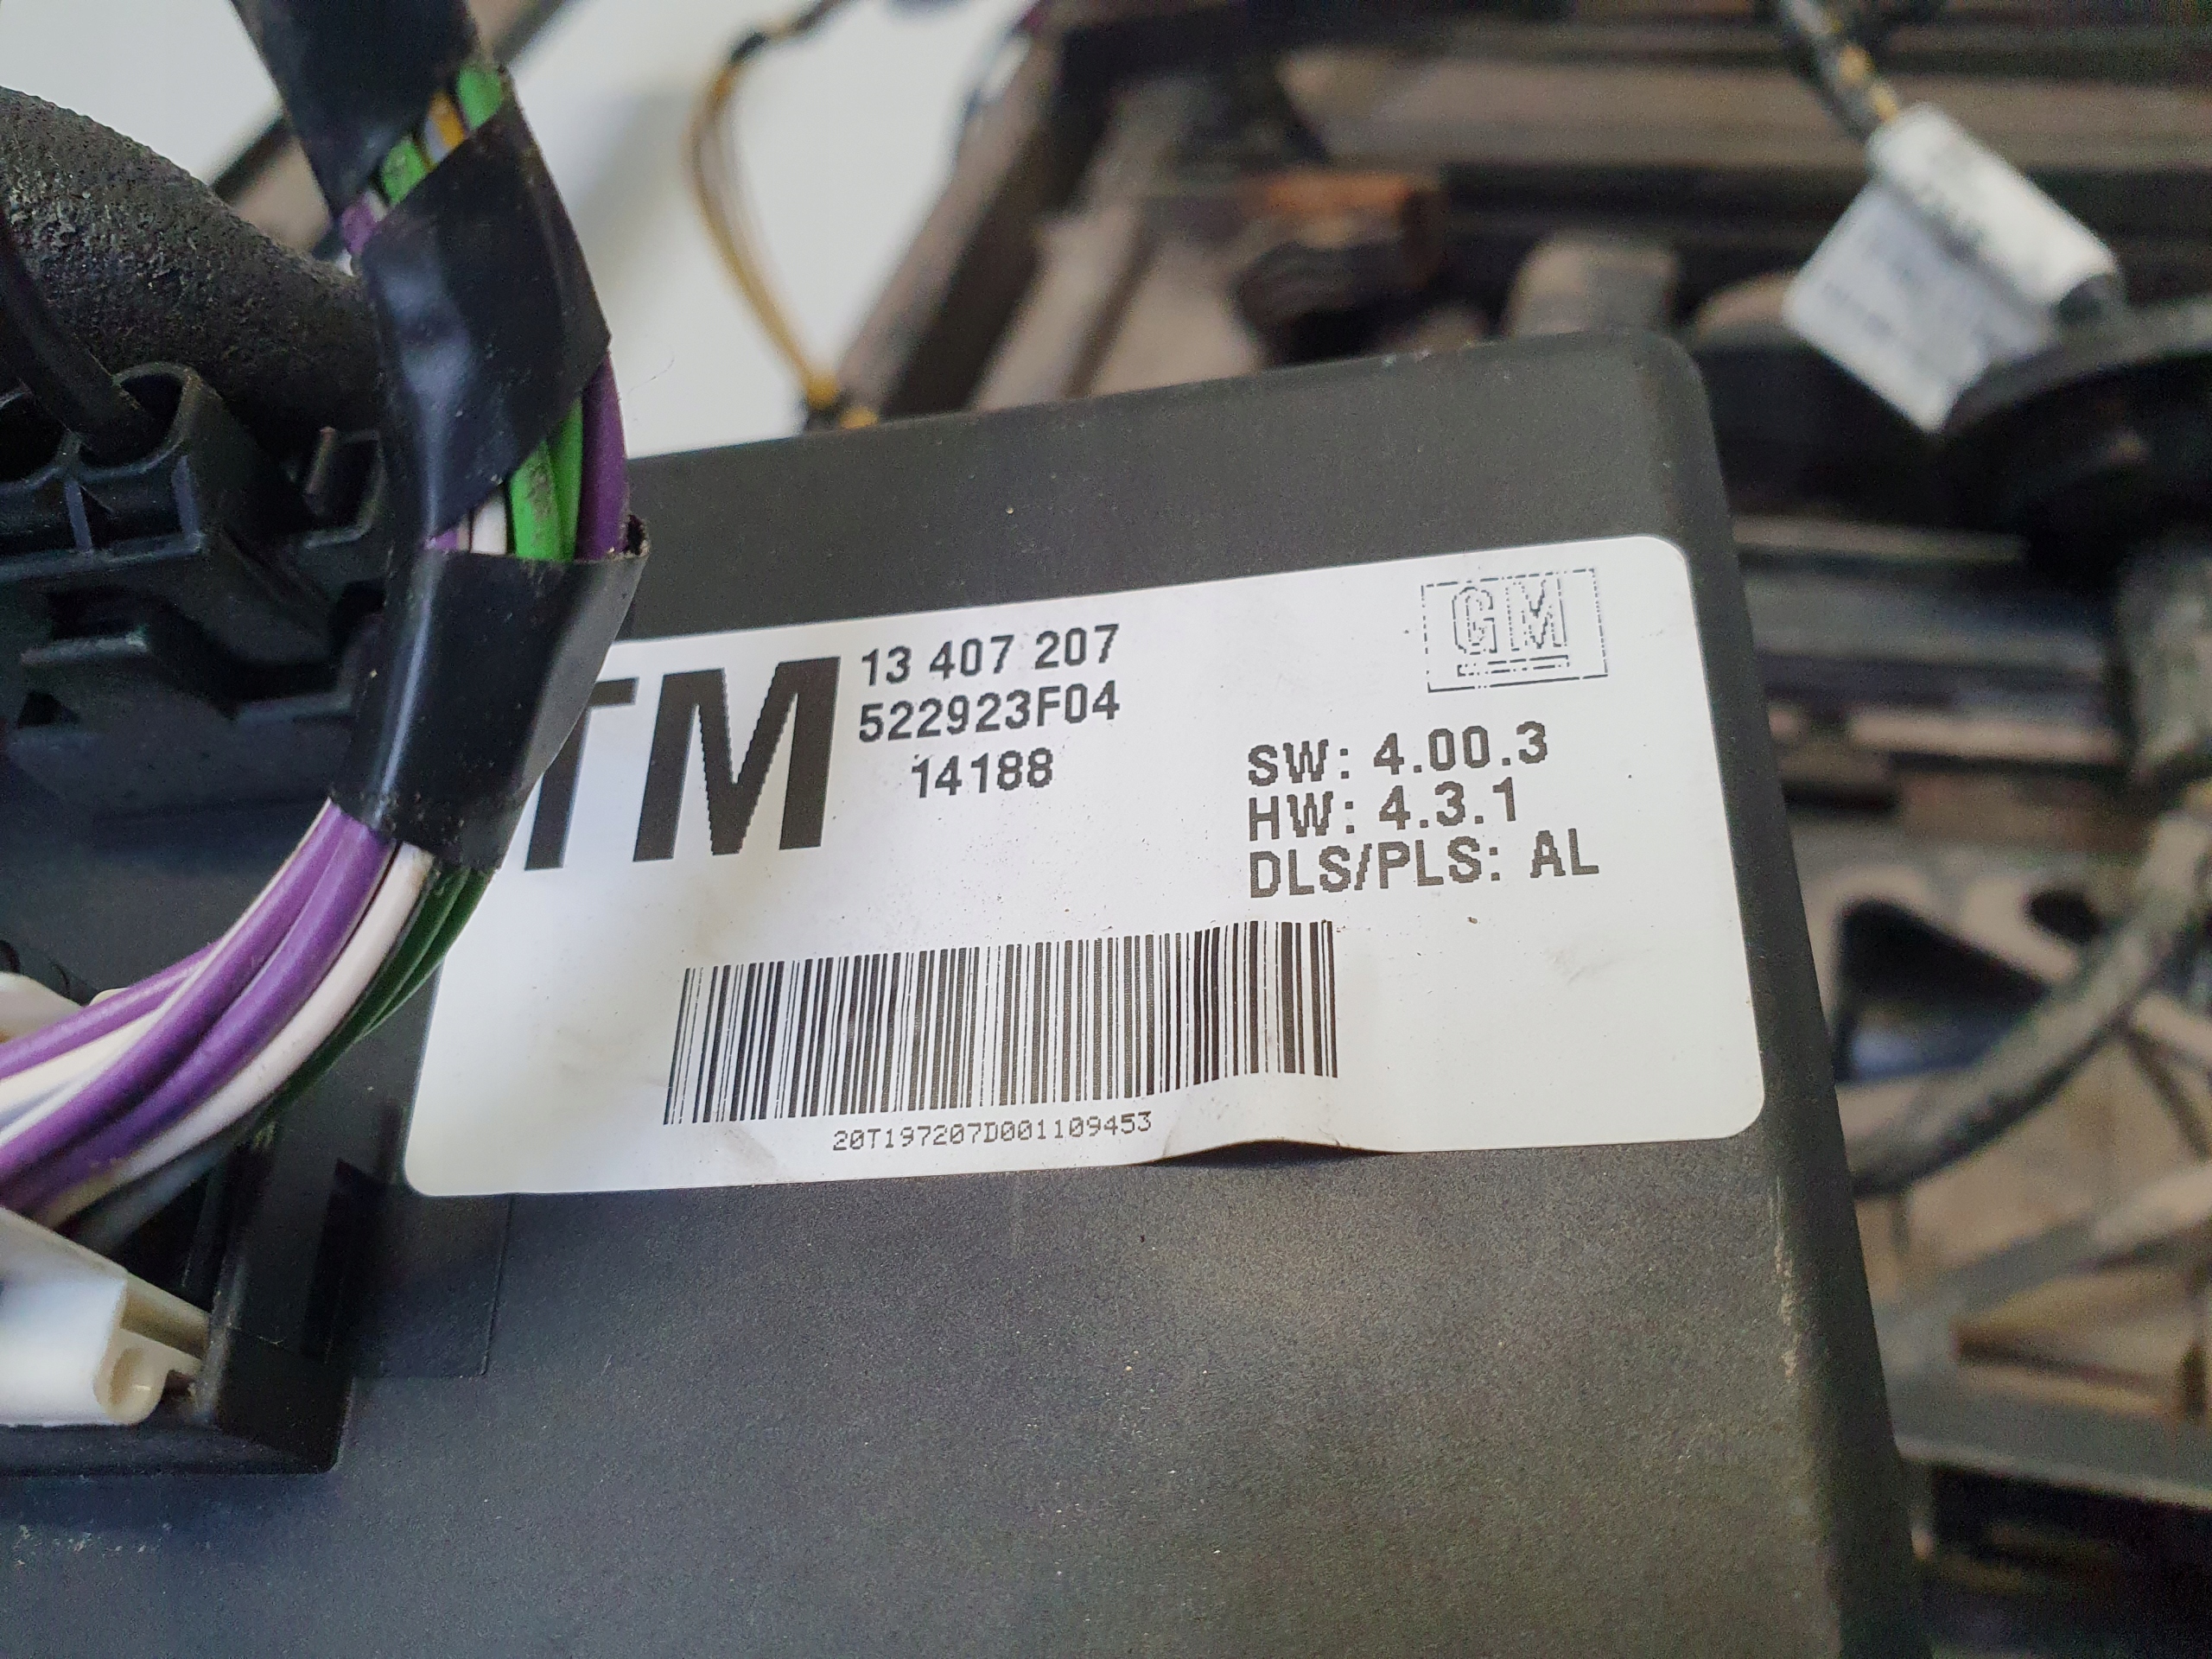 TM
13 407 207
522923F04
14188
GM
SW: 4.00.3
HW: 4.3.1
DLS/PLS: AL
20T197207D001109453